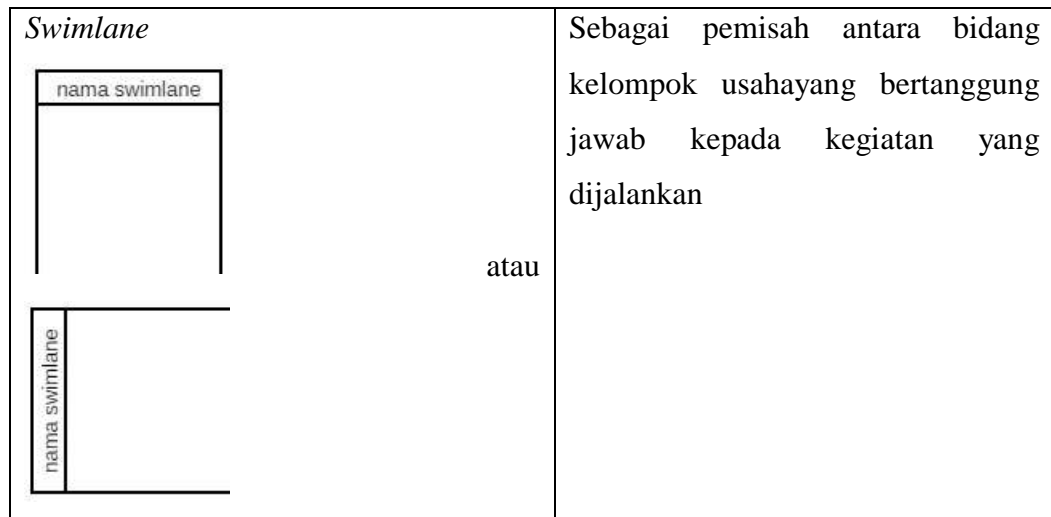 Swimlane
nama swimlane
atau
nama swimlane
Sebagai pemisah antara bidang
kelompok usahayang bertanggung
jawab kepada kegiatan yang
dijalankan